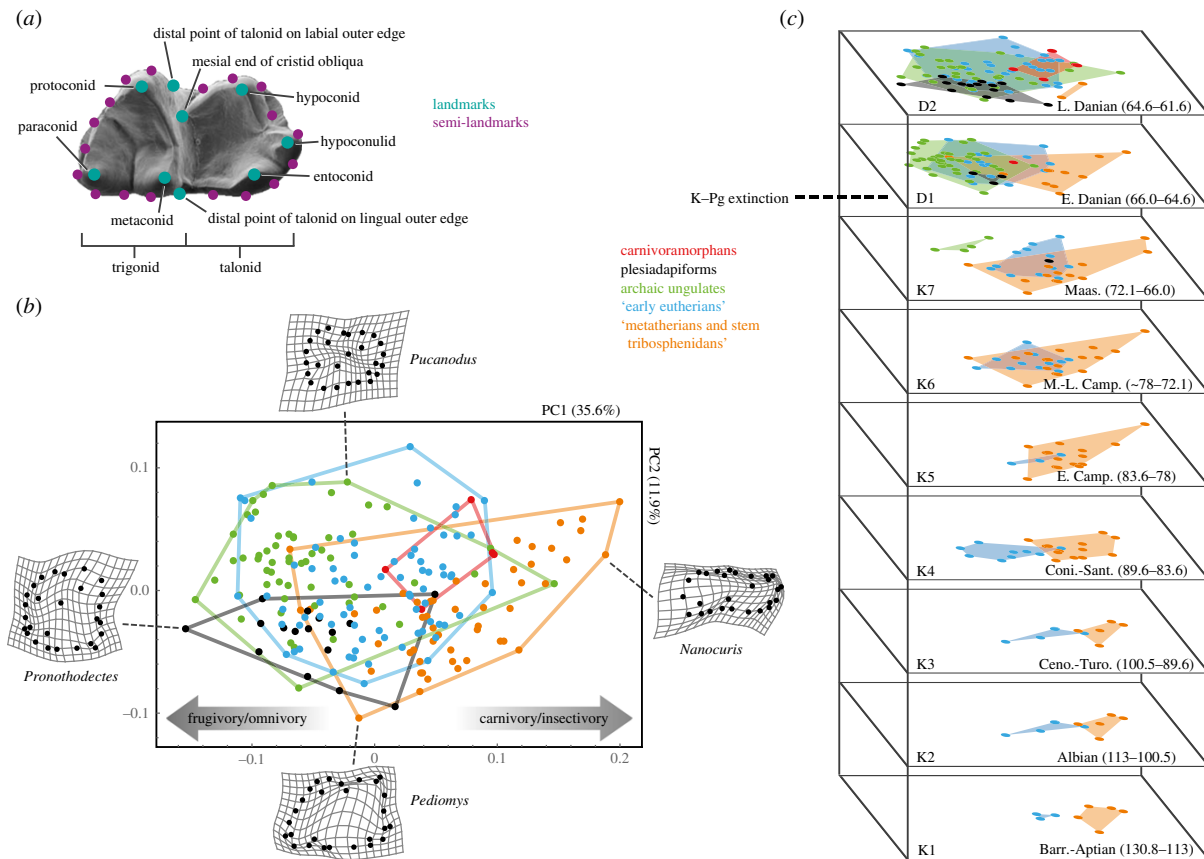 (a)
distal point of talonid on labial outer edge
mesial end of cristid obliqua
protoconid
hypoconid
paraconid
hypoconulid
entoconid
metaconid
distal point of talonid on lingual outer edge
trigonid
talonid
landmarks
semi-landmarks
carnivoramorphans
plesiadapiforms
archaic ungulates
‘early eutherians’
‘metatherians and stem
tribosphenidans’
(b)
Pucanodus
PC1 (35.6%)
PC2 (11.9%)
0.1
0.0
–0.1
–0.1
0
0.1
0.2
Pronothodectes
Nanocuris
frugivory/omnivory
carnivory/insectivory
Pediomys
(c)
D2
L. Danian (64.6–61.6)
K–Pg extinction
D1
E. Danian (66.0–64.6)
K7
Maas. (72.1–66.0)
K6
M.-L. Camp. (~78–72.1)
K5
E. Camp. (83.6–78)
K4
Coni.-Sant. (89.6–83.6)
K3
Ceno.-Turo. (100.5–89.6)
K2
Albian (113–100.5)
K1
Barr.-Aptian (130.8–113)